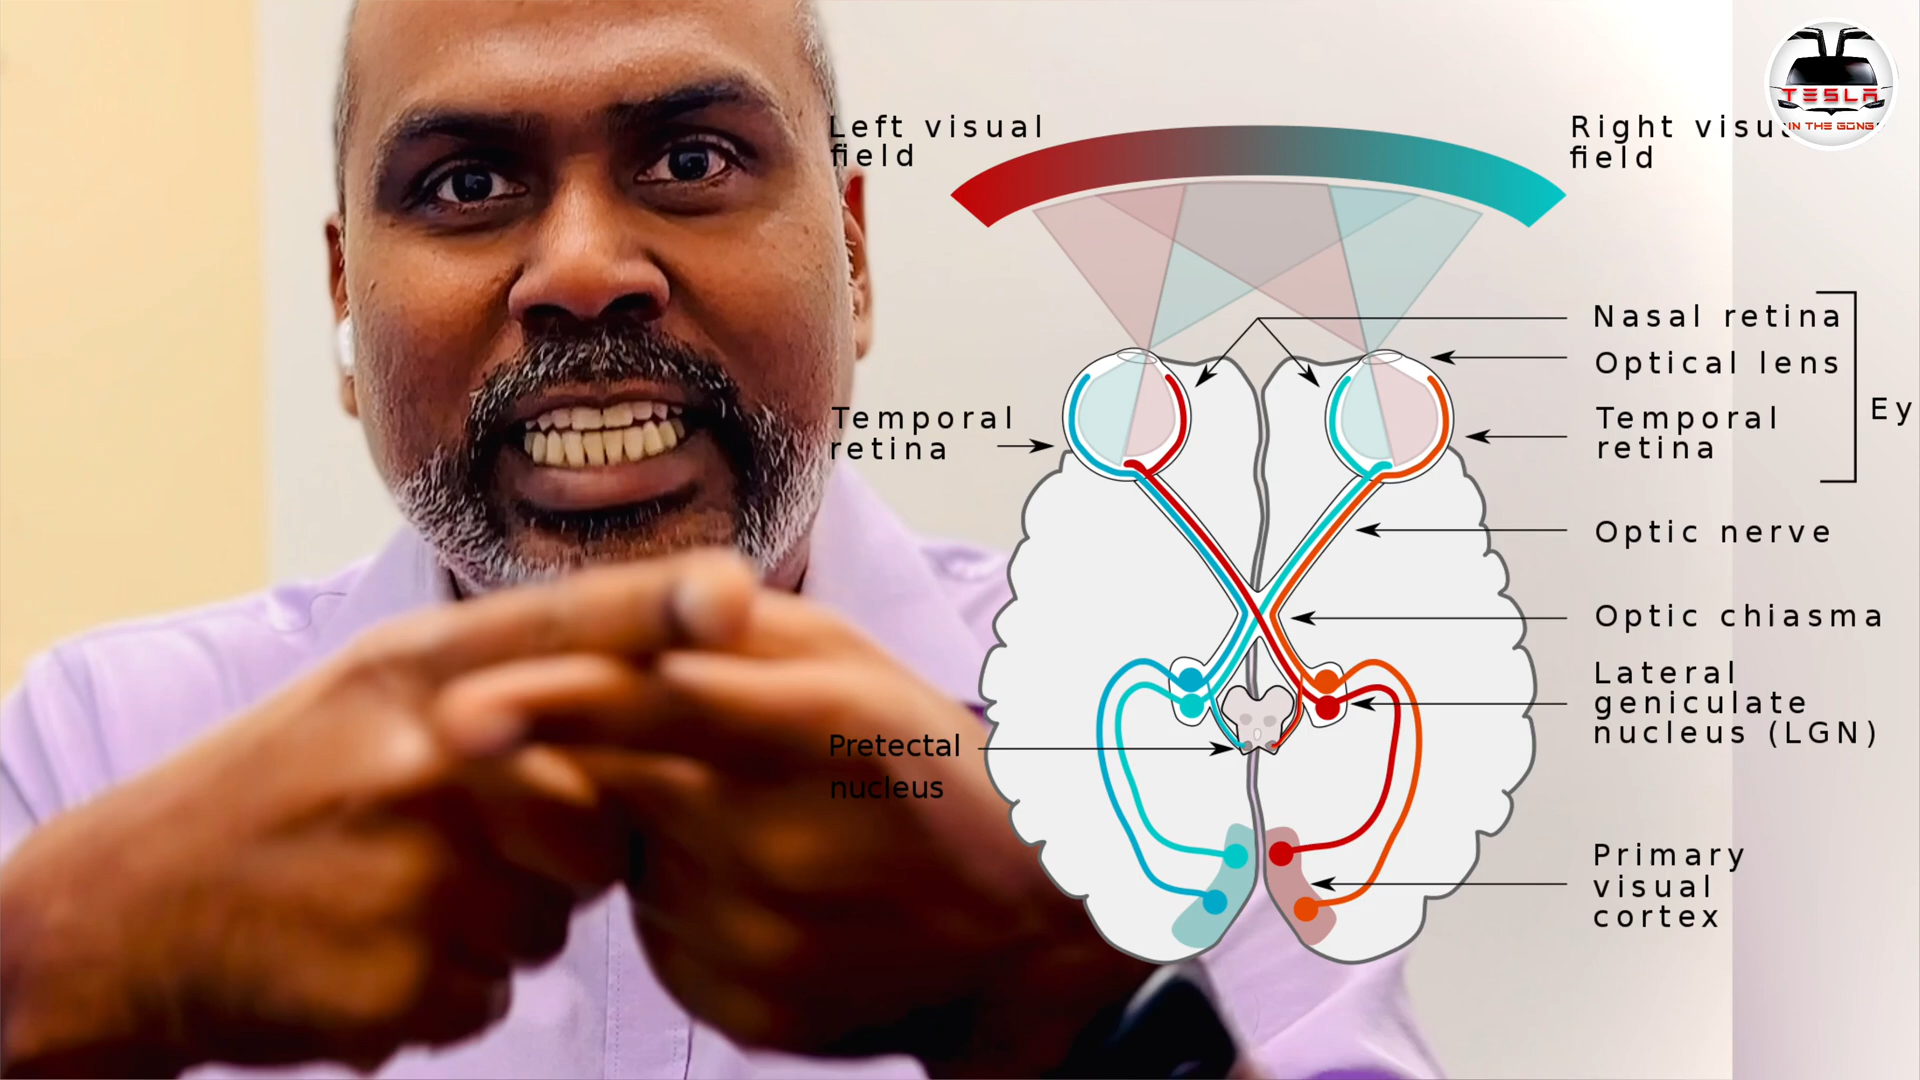 Left visual
field
Right visu
field
TESLA
IN THE GONG
Nasal retina
Optical lens
Ey
Temporal
retina
Temporal
retina
Optic nerve
Optic chiasma
Lateral
geniculate
nucleus (LGN)
Pretectal
nucleus
Primary
visual
cortex